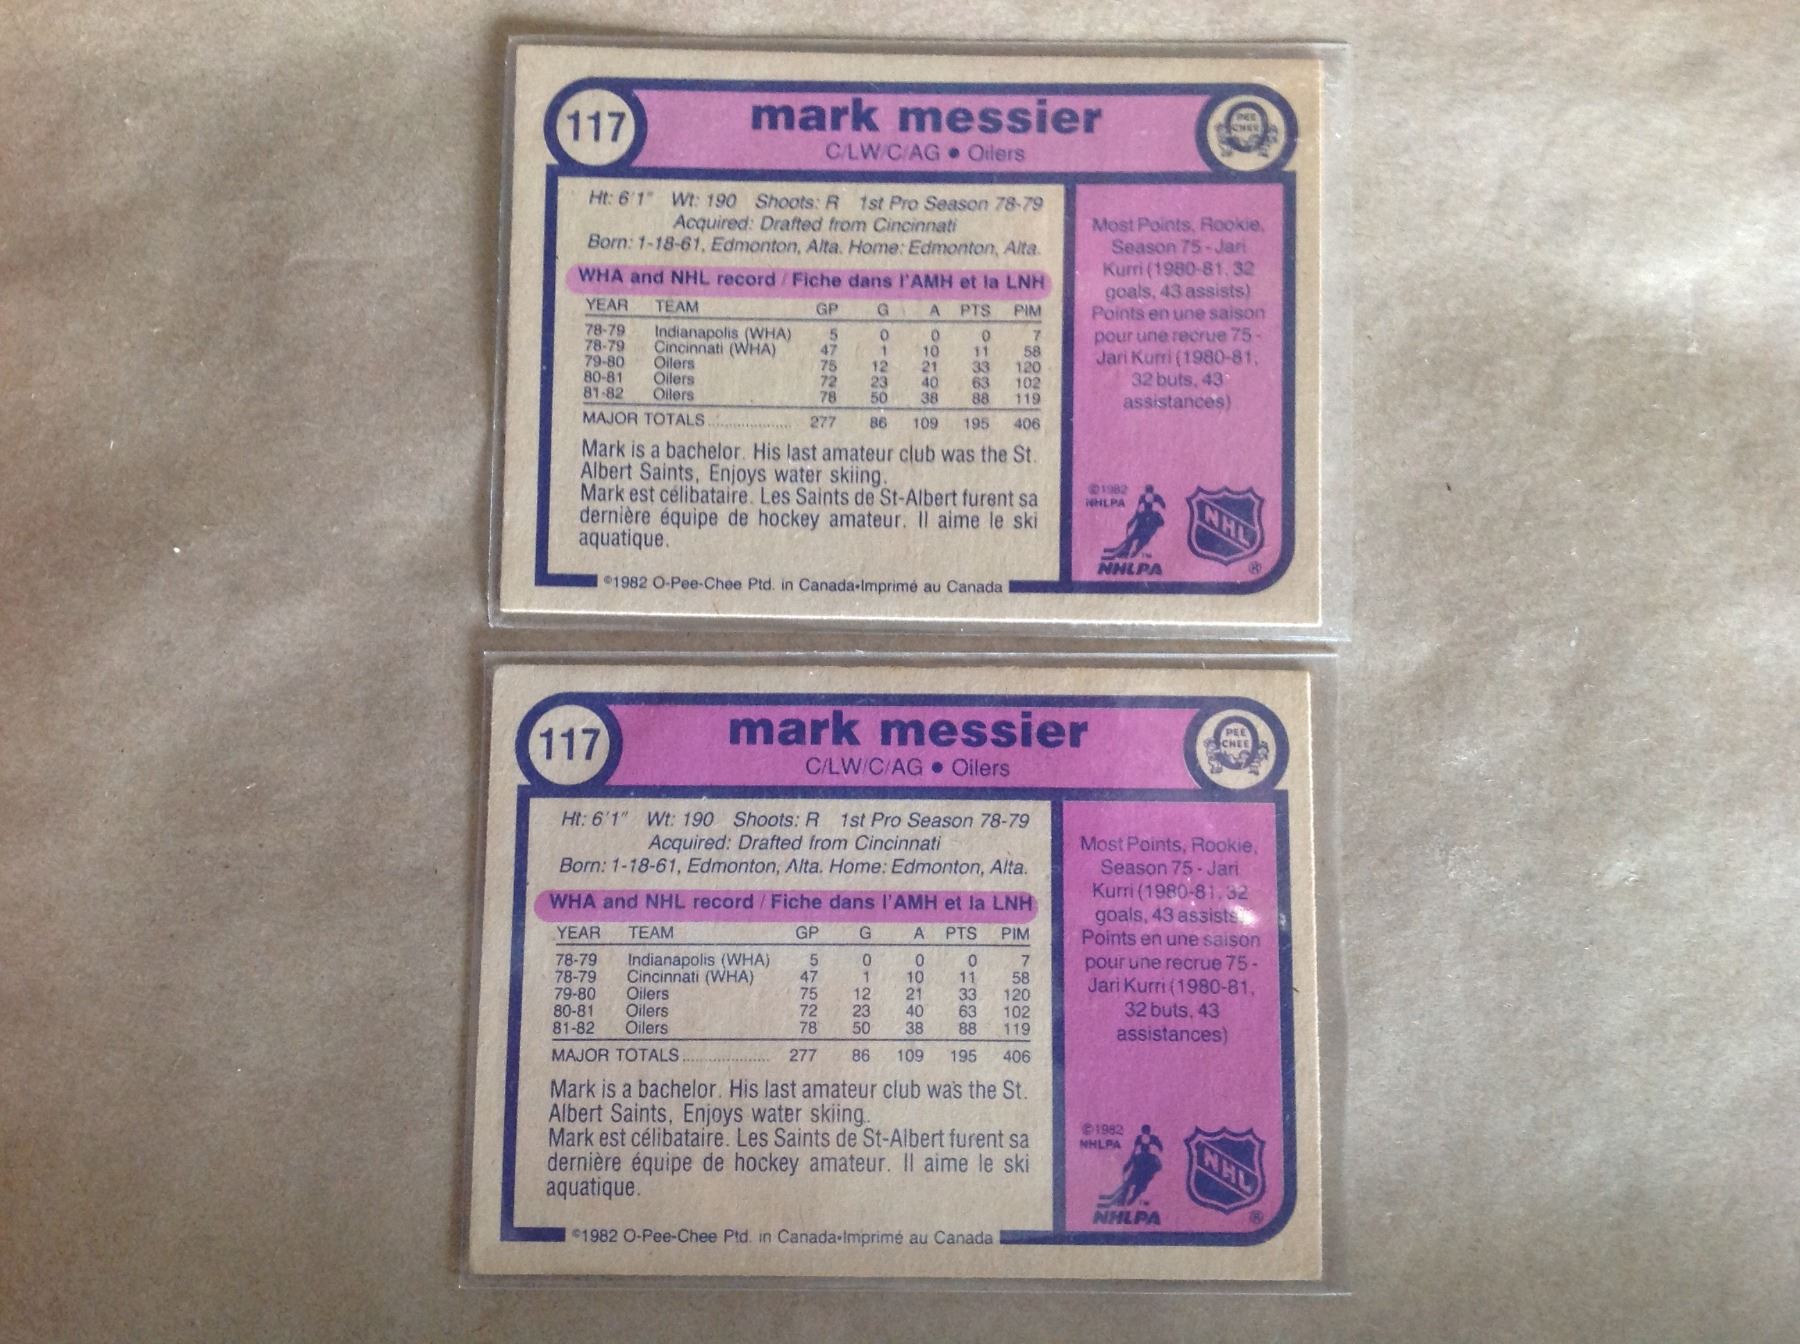 117
mark messier
C/LW/C/AG • Oilers
PEE
CHEE
Ht: 6'1" Wt: 190 Shoots: R 1st Pro Season 78-79
Acquired: Drafted from Cincinnati
Born: 1-18-61, Edmonton, Alta. Home: Edmonton, Alta.
WHA and NHL record / Fiche dans l'AMH et la LNH
YEAR TEAM GP G A PTS PIM
78-79 Indianapolis (WHA) 5 0 0 0 7
78-79 Cincinnati (WHA) 47 1 10 11 58
79-80 Oilers 75 12 21 33 120
80-81 Oilers 72 23 40 63 102
81-82 Oilers 78 50 38 88 119
MAJOR TOTALS.................... 277 86 109 195 406
Mark is a bachelor. His last amateur club was the St.
Albert Saints, Enjoys water skiing.
Mark est célibataire. Les Saints de St-Albert furent sa
dernière équipe de hockey amateur. Il aime le ski
aquatique.
Most Points, Rookie,
Season 75 - Jari
Kurri (1980-81, 32
goals, 43 assists)
Points en une saison
pour une recrue 75 -
Jari Kurri (1980-81,
32 buts, 43
assistances)
©1982
NHLPA
™
NHLPA
NHL
®
©1982 O-Pee-Chee Ptd. in Canada•Imprimé au Canada
117
mark messier
C/LW/C/AG • Oilers
PEE
CHEE
Ht: 6'1" Wt: 190 Shoots: R 1st Pro Season 78-79
Acquired: Drafted from Cincinnati
Born: 1-18-61, Edmonton, Alta. Home: Edmonton, Alta.
WHA and NHL record / Fiche dans l'AMH et la LNH
YEAR TEAM GP G A PTS PIM
78-79 Indianapolis (WHA) 5 0 0 0 7
78-79 Cincinnati (WHA) 47 1 10 11 58
79-80 Oilers 75 12 21 33 120
80-81 Oilers 72 23 40 63 102
81-82 Oilers 78 50 38 88 119
MAJOR TOTALS.................... 277 86 109 195 406
Mark is a bachelor. His last amateur club was the St.
Albert Saints, Enjoys water skiing.
Mark est célibataire. Les Saints de St-Albert furent sa
dernière équipe de hockey amateur. Il aime le ski
aquatique.
Most Points, Rookie,
Season 75 - Jari
Kurri (1980-81, 32
goals, 43 assists)
Points en une saison
pour une recrue 75 -
Jari Kurri (1980-81,
32 buts, 43
assistances)
©1982
NHLPA
™
NHLPA
NHL
®
©1982 O-Pee-Chee Ptd. in Canada•Imprimé au Canada